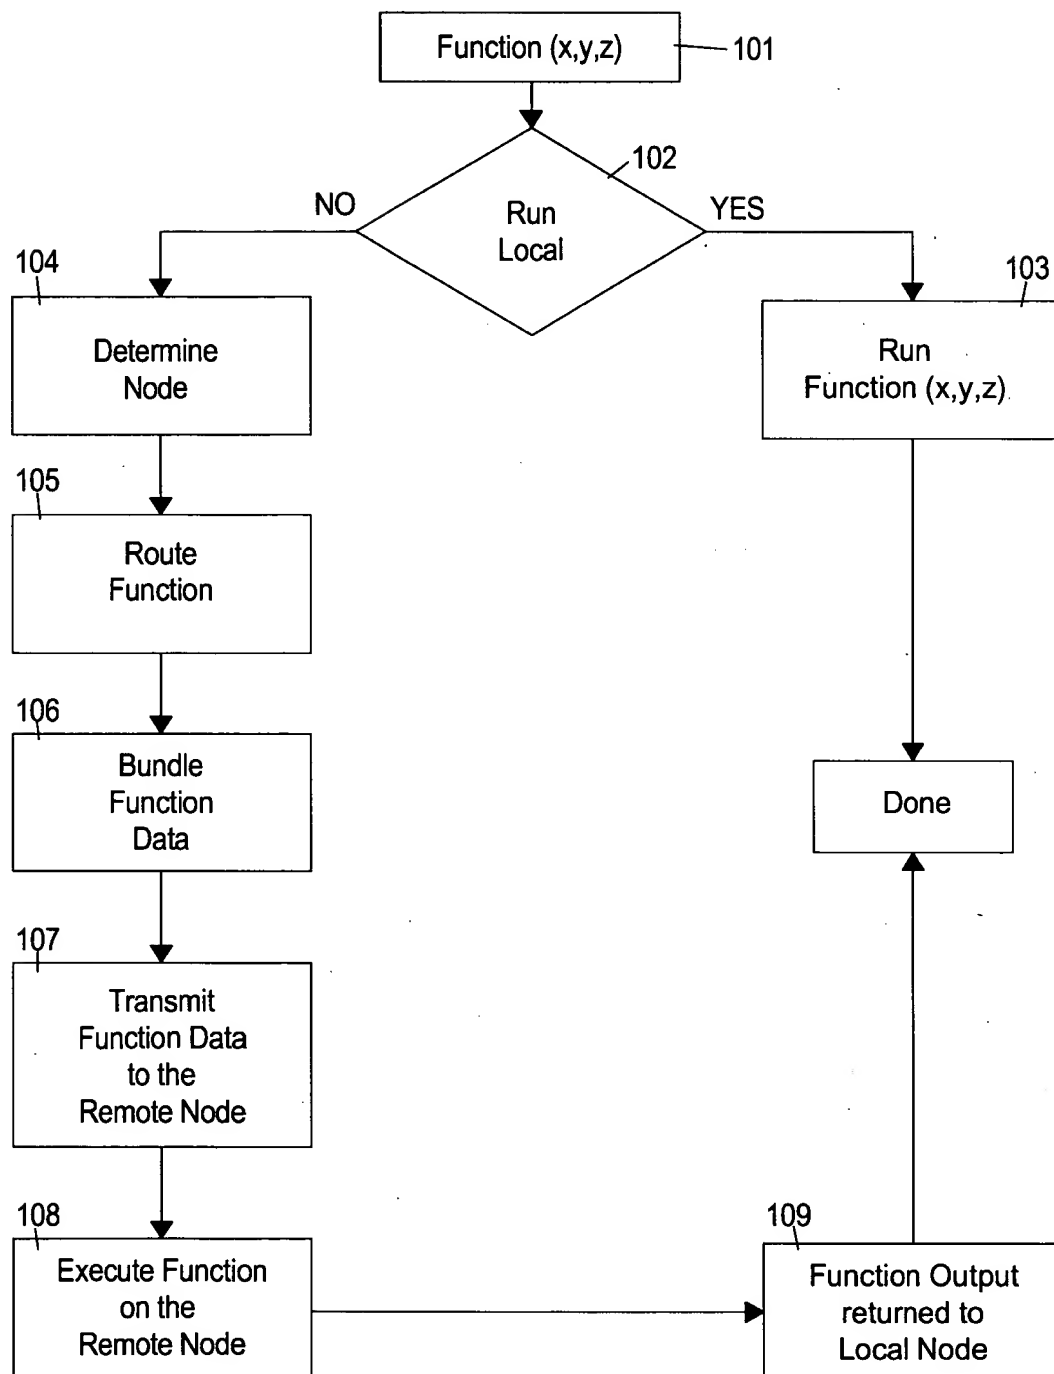 Function (x,y,z)
101
102
NO
Run
Local
YES
104
Determine
Node
103
Run
Function (x,y,z)
105
Route
Function
106
Bundle
Function
Data
Done
107
Transmit
Function Data
to the
Remote Node
108
Execute Function
on the
Remote Node
109
Function Output
returned to
Local Node